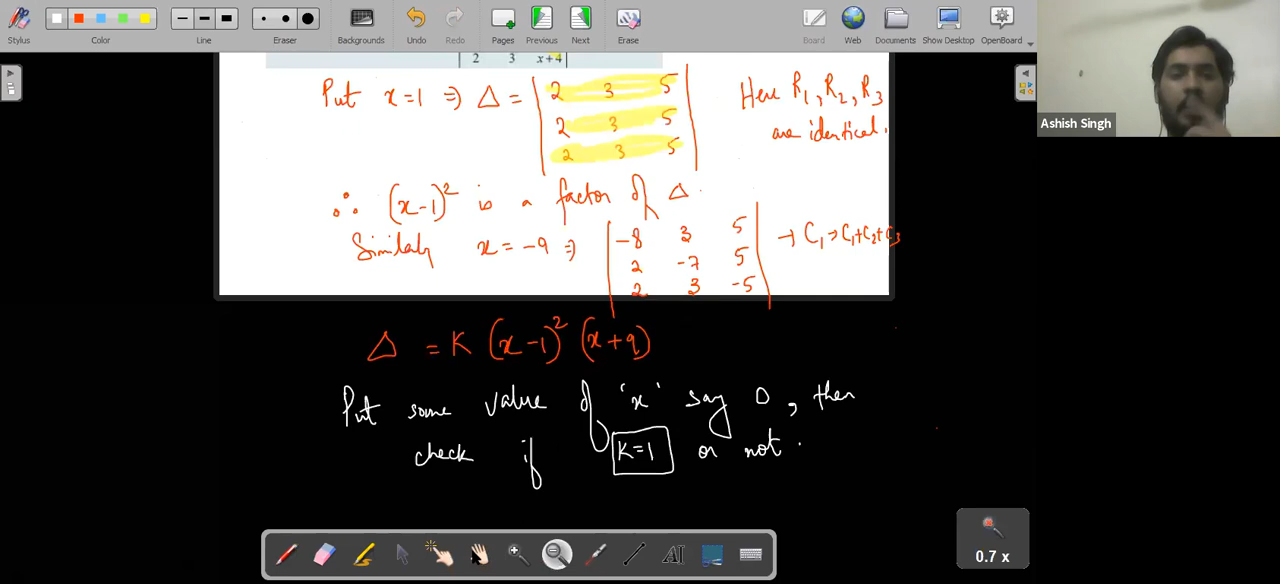 Stylus
Color
Line
Eraser
Backgrounds
Undo
Redo
Pages
Previous
Next
Erase
Board
Web
Documents
Show Desktop
OpenBoard
2 3 x+4
Put x=1 ⇒ Δ = | 2 3 5 |
| 2 3 5 |
| 2 3 5 |
Here R₁, R₂, R₃
are identical.
∴ (x-1)² is a factor of Δ
Similarly x = -9 ⇒ | -8 3 5 | → C₁→C₁+C₂+C₃
| 2 -7 5 |
| 2 3 -5 |
Δ = K (x-1)² (x+9)
Put some value of 'x' say 0, then
check if K=1 or not.
Ashish Singh
AI
0.7 x